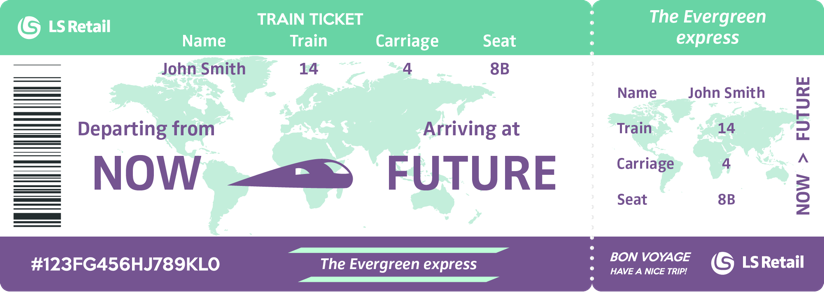 LS Retail
TRAIN TICKET
Name Train Carriage Seat
John Smith 14 4 8B
Departing from Arriving at
NOW FUTURE
#123FG456HJ789KL0
The Evergreen express
The Evergreen
express
Name John Smith
Train 14
Carriage 4
Seat 8B
NOW > FUTURE
BON VOYAGE
HAVE A NICE TRIP!
LS Retail